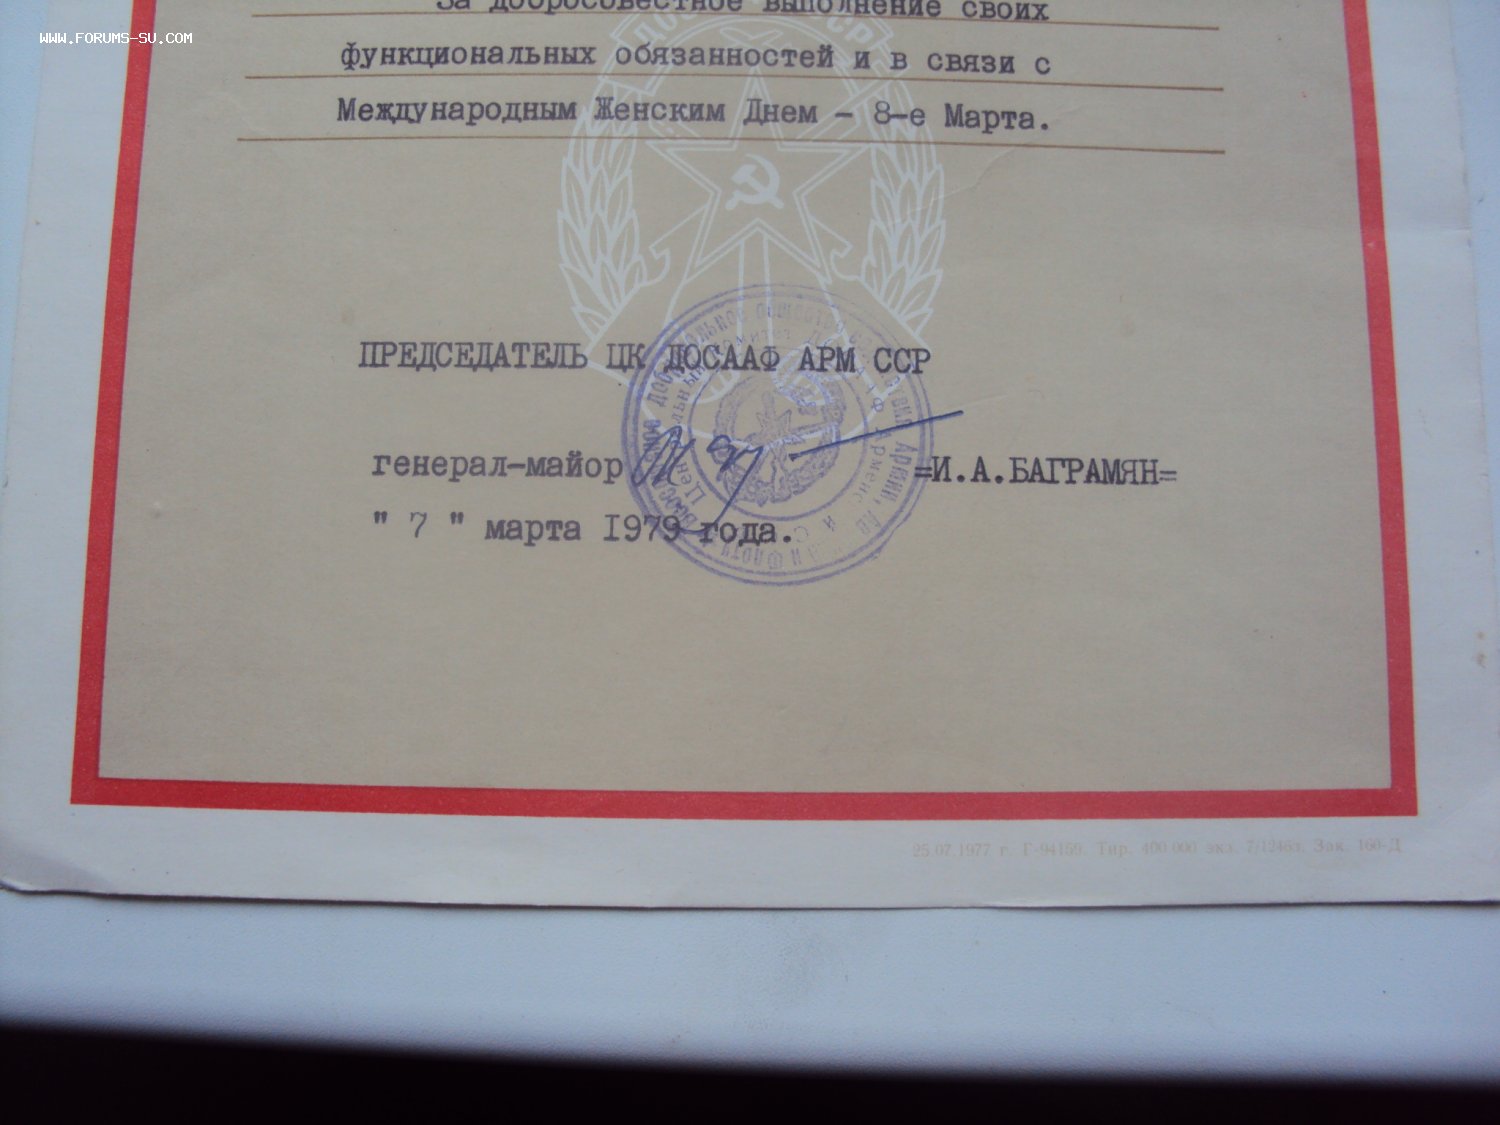 WWW.FORUMS-SU.COM
За добросовестное выполнение своих
функциональных обязанностей и в связи с
Международным Женским Днем - 8-е Марта.
ПРЕДСЕДАТЕЛЬ ЦК ДОСААФ АРМ ССР
генерал-майор =И.А.БАГРАМЯН=
" 7 " марта 1979 года.
25.07.1977 г. Г-94159. Тир. 400 000 экз. Зак. 160-Д